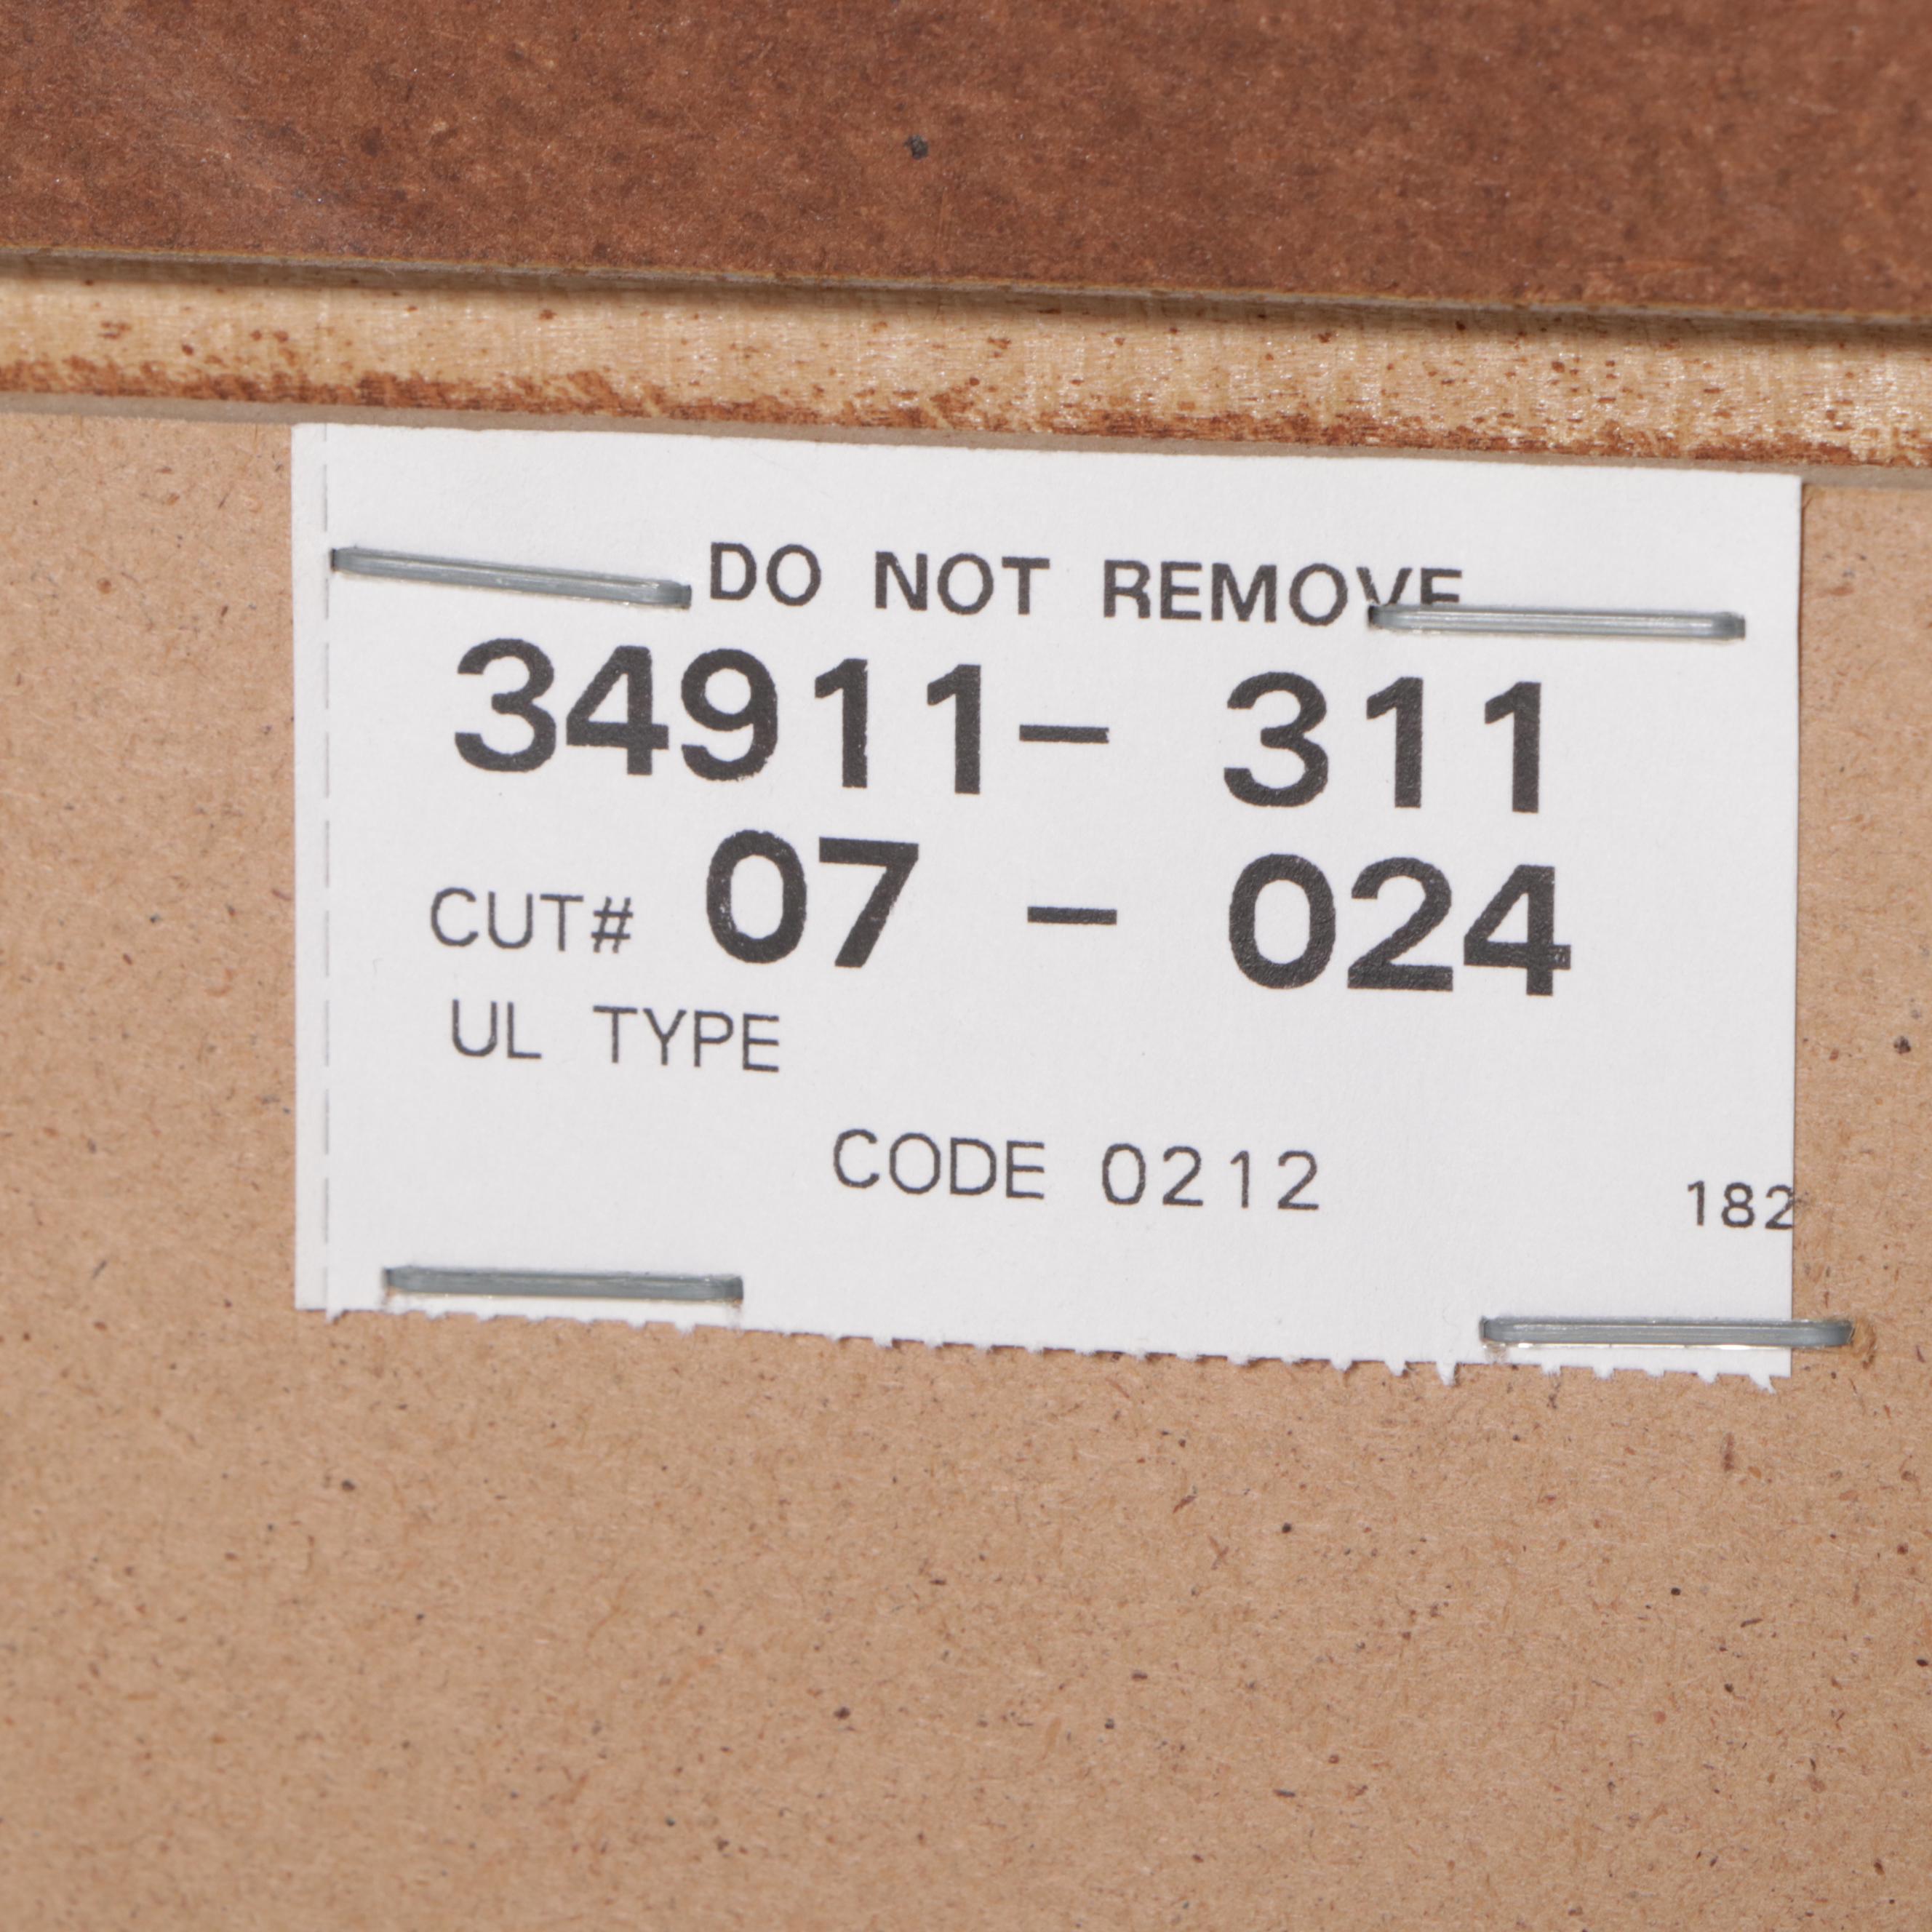 DO NOT REMOVE
34911- 311
CUT# 07 - 024
UL TYPE
CODE 0212
182